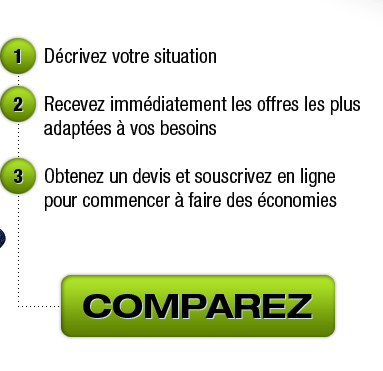 1 Décrivez votre situation
2 Recevez immédiatement les offres les plus
adaptées à vos besoins
3 Obtenez un devis et souscrivez en ligne
pour commencer à faire des économies
COMPAREZ